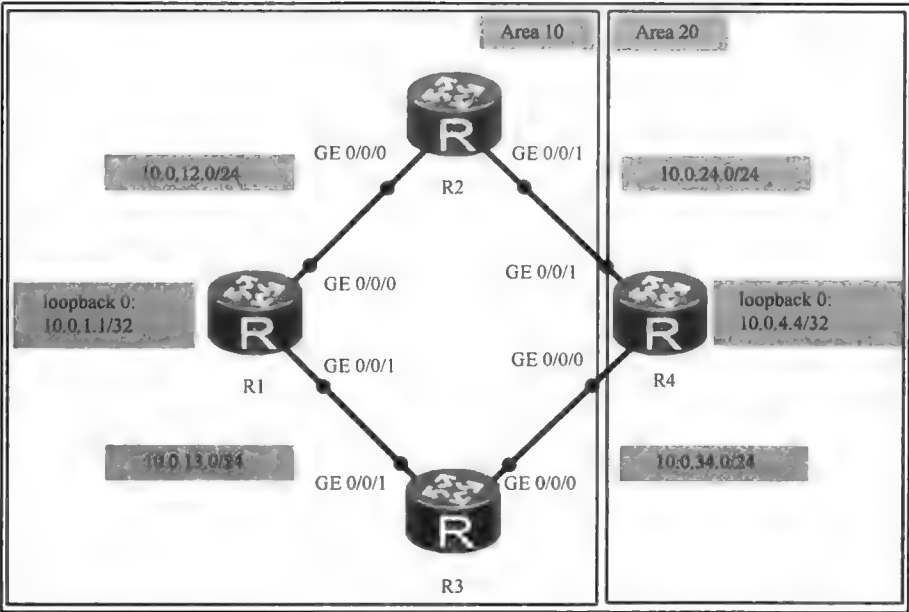 Area 10
Area 20
R
GE 0/0/0
GE 0/0/1
10.0.12.0/24
R2
10.0.24.0/24
GE 0/0/0
GE 0/0/1
loopback 0:
10.0.1.1/32
R
R
loopback 0:
10.0.4.4/32
GE 0/0/1
GE 0/0/0
R1
R4
10.0.13.0/24
10.0.34.0/24
GE 0/0/1
GE 0/0/0
R
R3